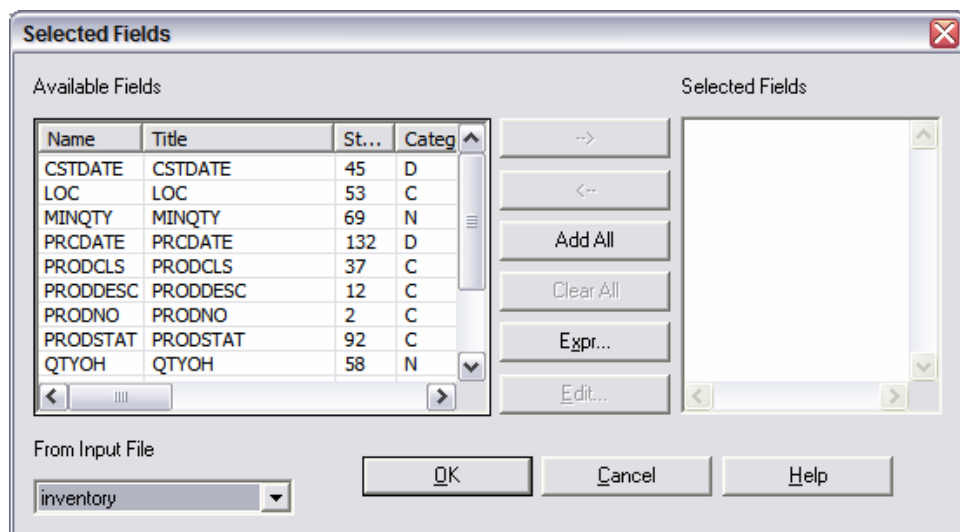 Selected Fields
Available Fields
Selected Fields
Name Title St... Categ
CSTDATE CSTDATE 45 D
LOC LOC 53 C
MINQTY MINQTY 69 N
PRCDATE PRCDATE 132 D
PRODCLS PRODCLS 37 C
PRODDESC PRODDESC 12 C
PRODNO PRODNO 2 C
PRODSTAT PRODSTAT 92 C
QTYOH QTYOH 58 N
-->
<--
Add All
Clear All
Expr...
Edit...
From Input File
inventory
OK
Cancel
Help